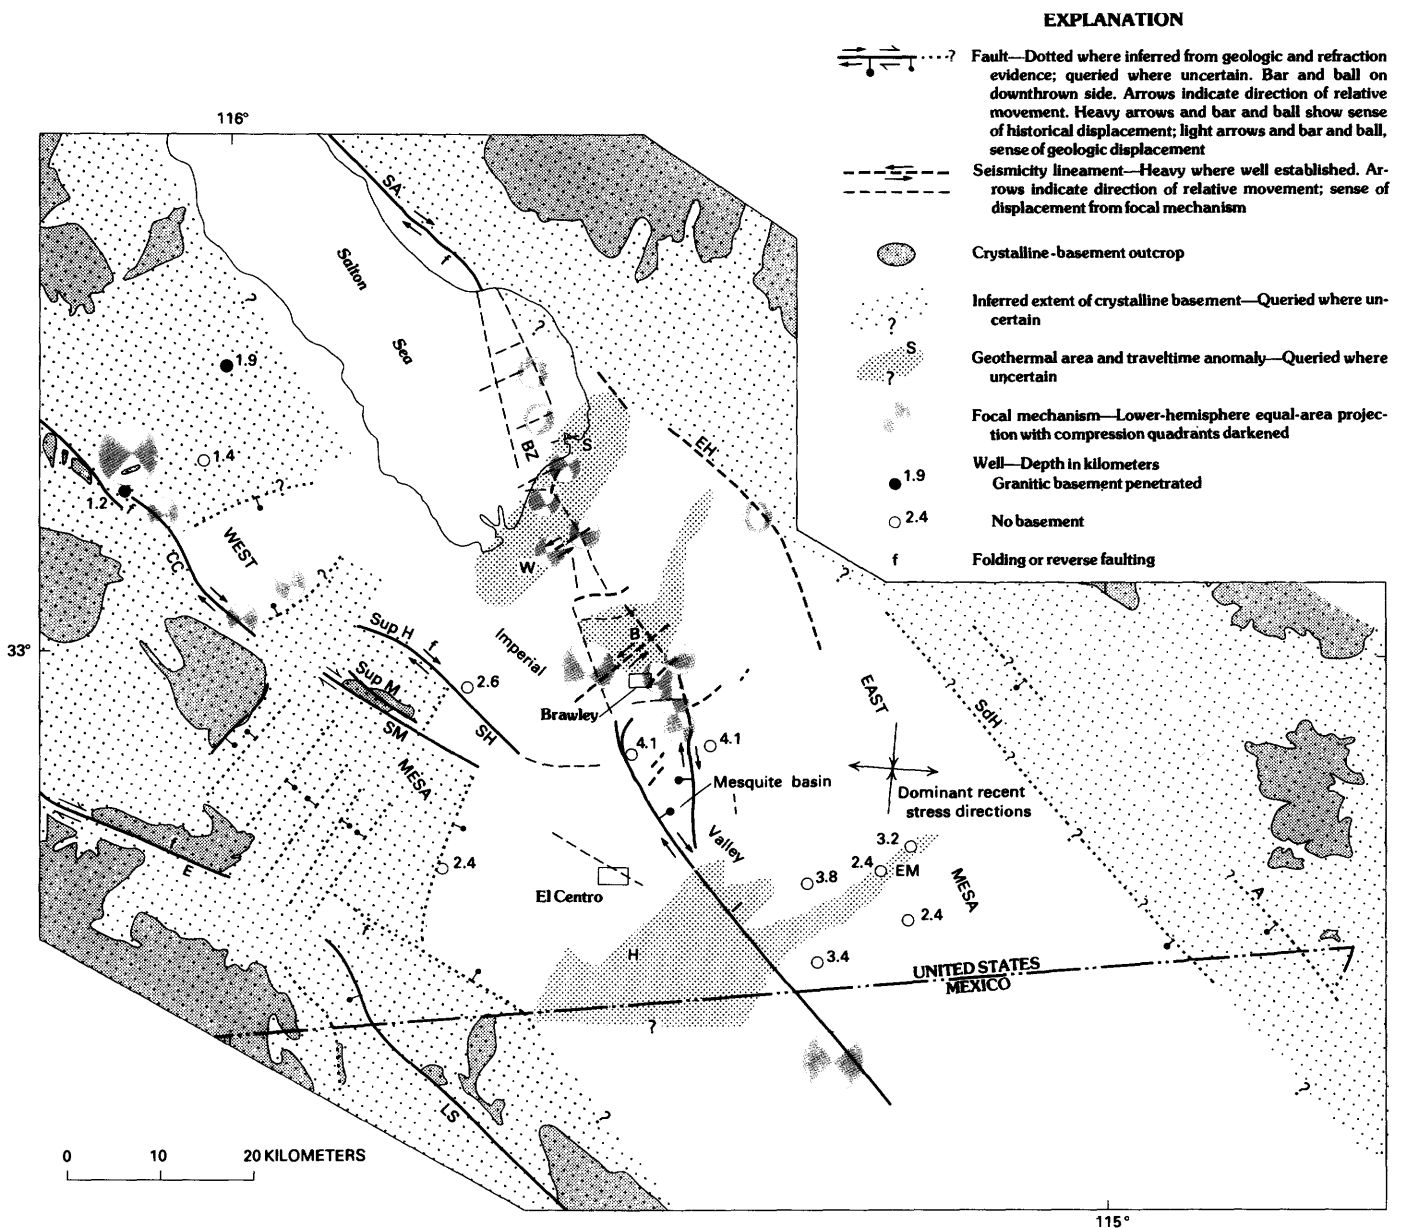 EXPLANATION
? Fault—Dotted where inferred from geologic and refraction
evidence; queried where uncertain. Bar and ball on
downthrown side. Arrows indicate direction of relative
movement. Heavy arrows and bar and ball show sense
of historical displacement; light arrows and bar and ball,
sense of geologic displacement
Seismicity lineament—Heavy where well established. Ar-
rows indicate direction of relative movement; sense of
displacement from focal mechanism
Crystalline-basement outcrop
Inferred extent of crystalline basement—Queried where un-
certain
?
S
Geothermal area and traveltime anomaly—Queried where
uncertain
?
Focal mechanism—Lower-hemisphere equal-area projec-
tion with compression quadrants darkened
Well—Depth in kilometers
1.9
Granitic basement penetrated
2.4
No basement
f
Folding or reverse faulting
116°
SA
f
Salton
Sea
?
?
1.9
1.4
1.2
f
?
CC
WEST
?
BZ
S
W
EH
?
33°
Sup H
f
Sup M
SM
SH
2.6
MESA
Imperial
B
Brawley
4.1
4.1
Mesquite basin
Valley
EAST
?
SdH
?
?
Dominant recent
stress directions
?
f
E
2.4
El Centro
3.2
2.4
EM
3.8
MESA
2.4
3.4
?
?
A
f
H
I
?
UNITED STATES
MEXICO
?
LS
?
0 10 20 KILOMETERS
115°